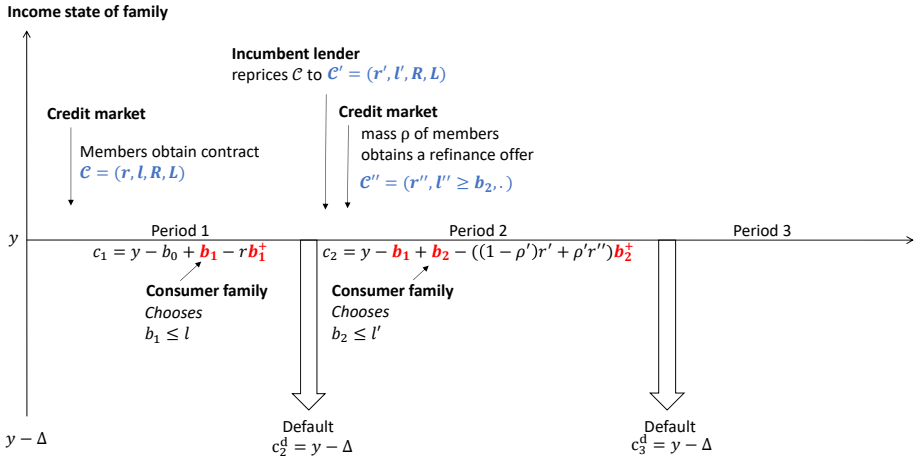 Income state of family
Incumbent lender
reprices 𝒞 to 𝒞′ = (r′, l′, R, L)
Credit market
Members obtain contract
𝒞 = (r, l, R, L)
Credit market
mass ρ of members
obtains a refinance offer
𝒞′′ = (r′′, l′′ ≥ b₂, .)
y
Period 1
Period 2
Period 3
c₁ = y − b₀ + b₁ − rb₁⁺
c₂ = y − b₁ + b₂ − ((1 − ρ′)r′ + ρ′r′′)b₂⁺
Consumer family
Chooses
b₁ ≤ l
Consumer family
Chooses
b₂ ≤ l′
y − Δ
Default
c₂ᵈ = y − Δ
Default
c₃ᵈ = y − Δ